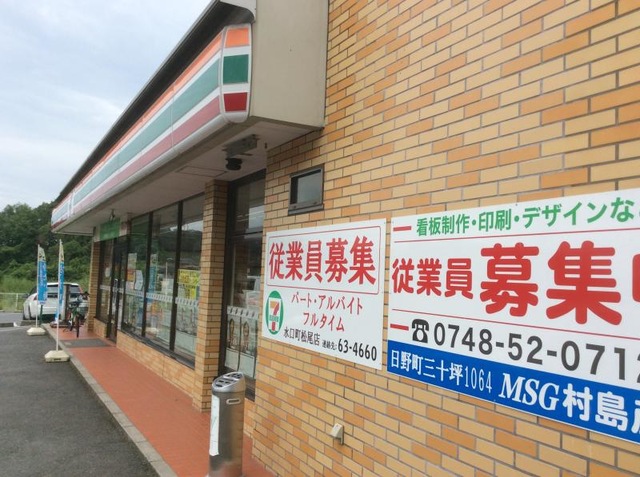 従業員募集
パート・アルバイト
フルタイム
水口町松尾店 連絡先:63-4660
看板制作・印刷・デザインな
従業員募集
☎0748-52-0712
日野町三十坪1064 MSG村島